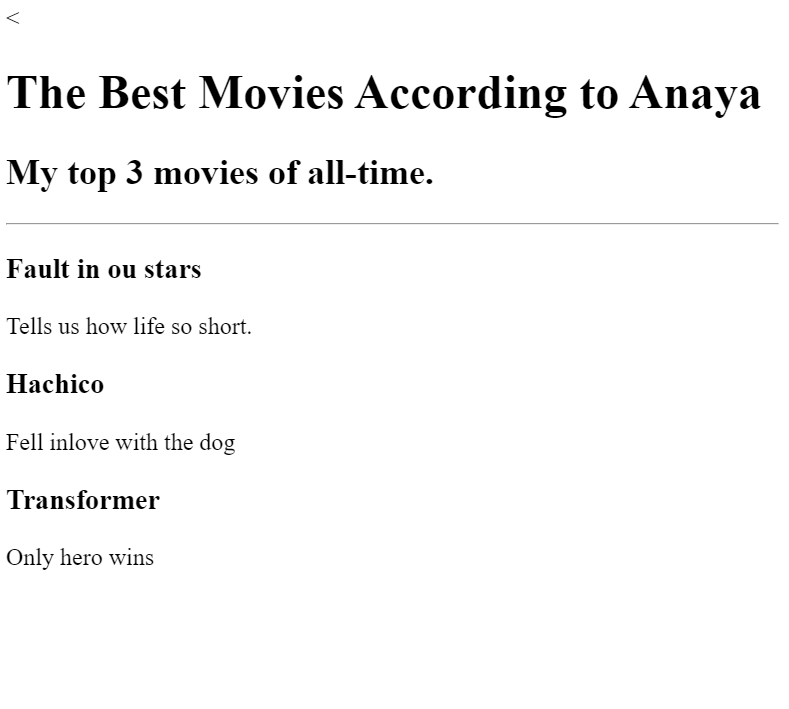 <
The Best Movies According to Anaya
My top 3 movies of all-time.
Fault in ou stars
Tells us how life so short.
Hachico
Fell inlove with the dog
Transformer
Only hero wins